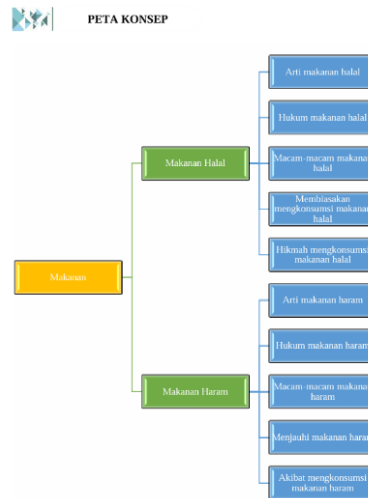 PETA KONSEP
Arti makanan halal
Hukum makanan halal
Makanan Halal
Macam-macam makanan
halal
Membiasakan
mengkonsumsi makanan
halal
Hikmah mengkonsumsi
makanan halal
Makanan
Arti makanan haram
Hukum makanan haram
Makanan Haram
Macam-macam makanan
haram
Menjauhi makanan haram
Akibat mengkonsumsi
makanan haram